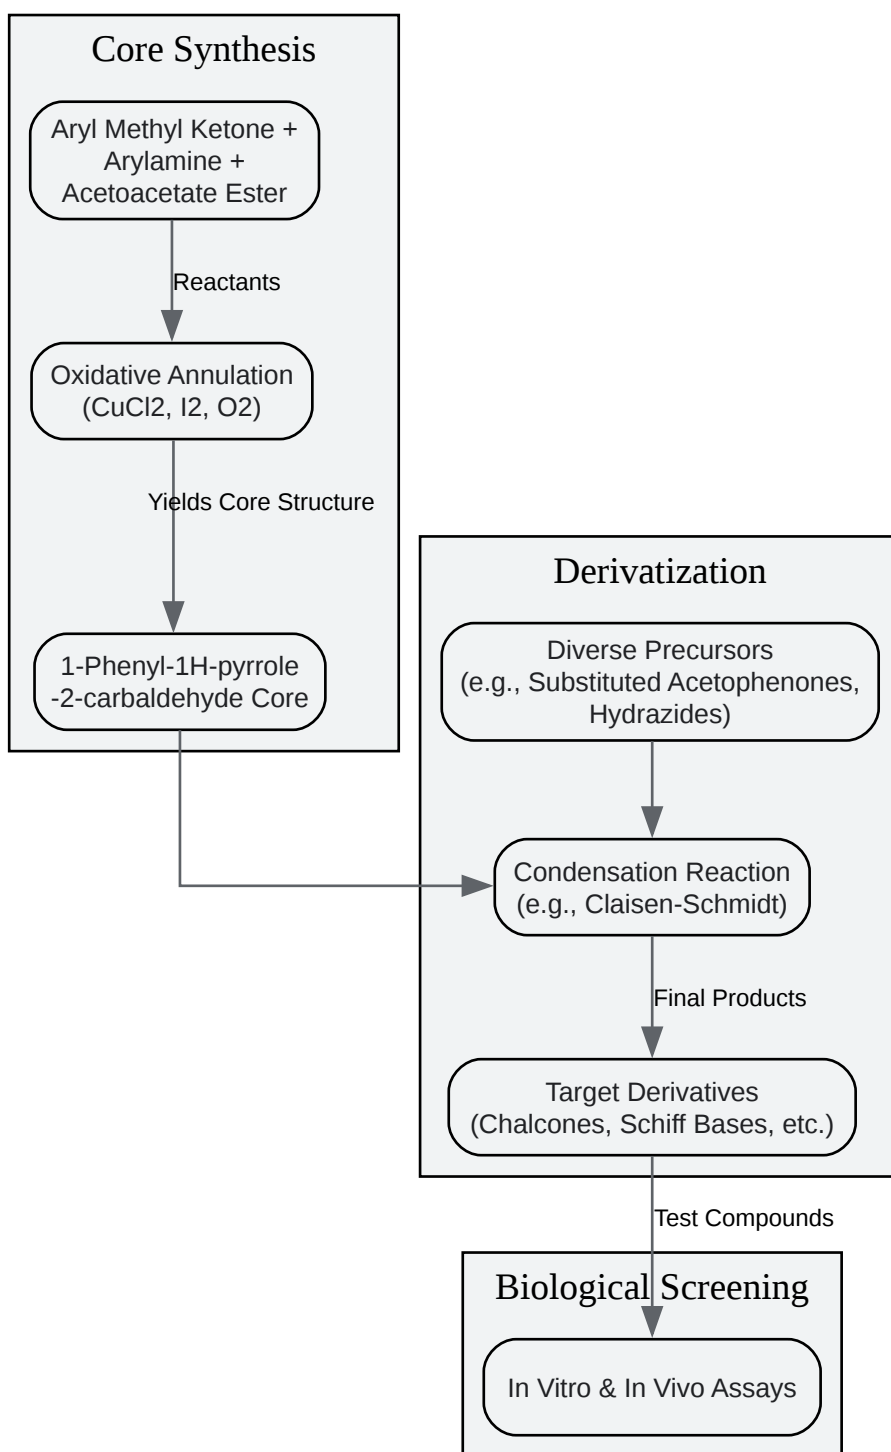 Core Synthesis
Aryl Methyl Ketone +
Arylamine +
Acetoacetate Ester
Reactants
Oxidative Annulation
(CuCl2, I2, O2)
Yields Core Structure
1-Phenyl-1H-pyrrole
-2-carbaldehyde Core
Derivatization
Diverse Precursors
(e.g., Substituted Acetophenones,
Hydrazides)
Condensation Reaction
(e.g., Claisen-Schmidt)
Final Products
Target Derivatives
(Chalcones, Schiff Bases, etc.)
Test Compounds
Biological Screening
In Vitro & In Vivo Assays